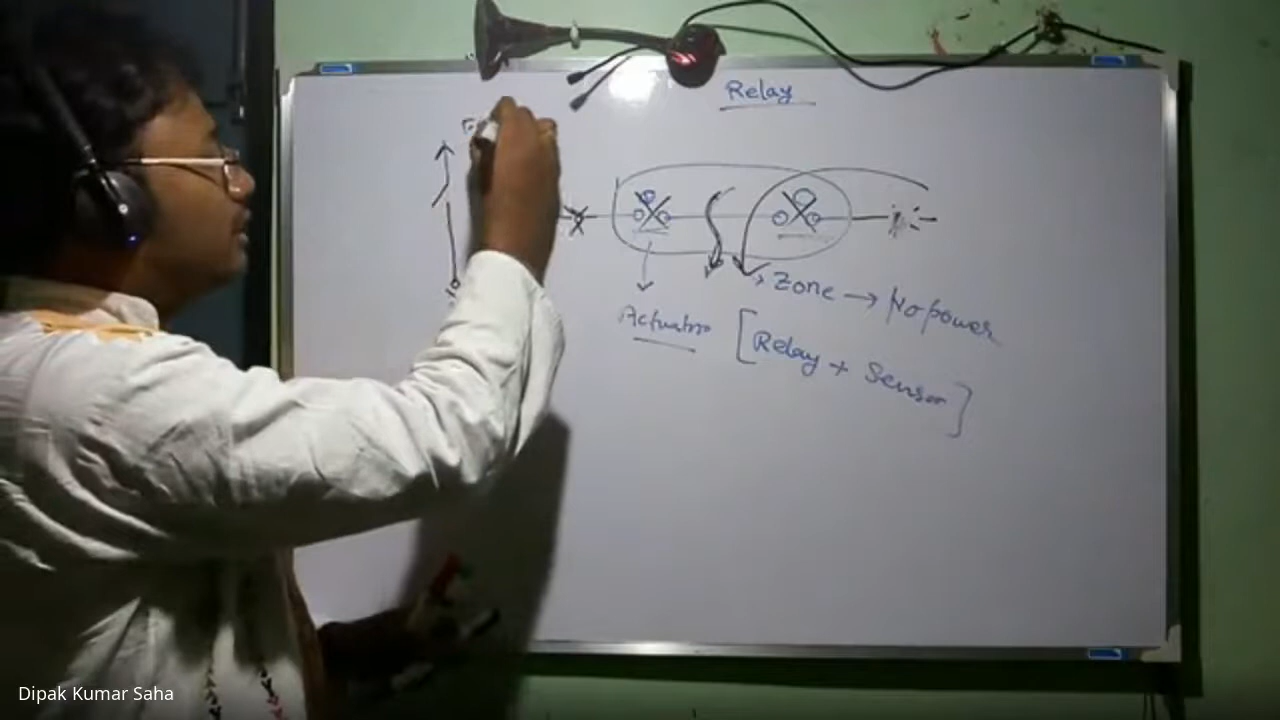 Relay
Zone → No power
Actuator [Relay + Sensor]
Dipak Kumar Saha